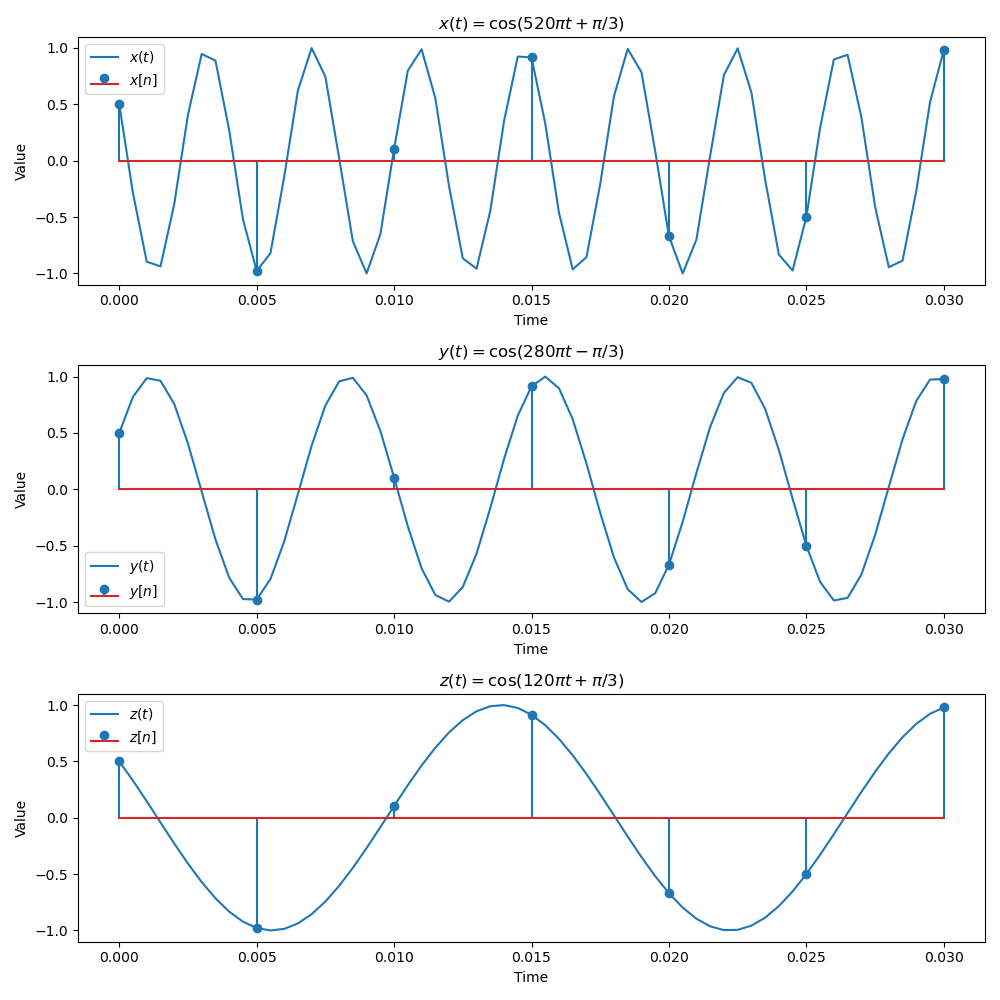 x(t) = cos(520πt + π/3)
1.0
x(t)
x[n]
0.5
0.0
−0.5
−1.0
Value
0.000 0.005 0.010 0.015 0.020 0.025 0.030
Time
y(t) = cos(280πt − π/3)
1.0
0.5
0.0
−0.5
y(t)
y[n]
−1.0
Value
0.000 0.005 0.010 0.015 0.020 0.025 0.030
Time
z(t) = cos(120πt + π/3)
1.0
z(t)
z[n]
0.5
0.0
−0.5
−1.0
Value
0.000 0.005 0.010 0.015 0.020 0.025 0.030
Time